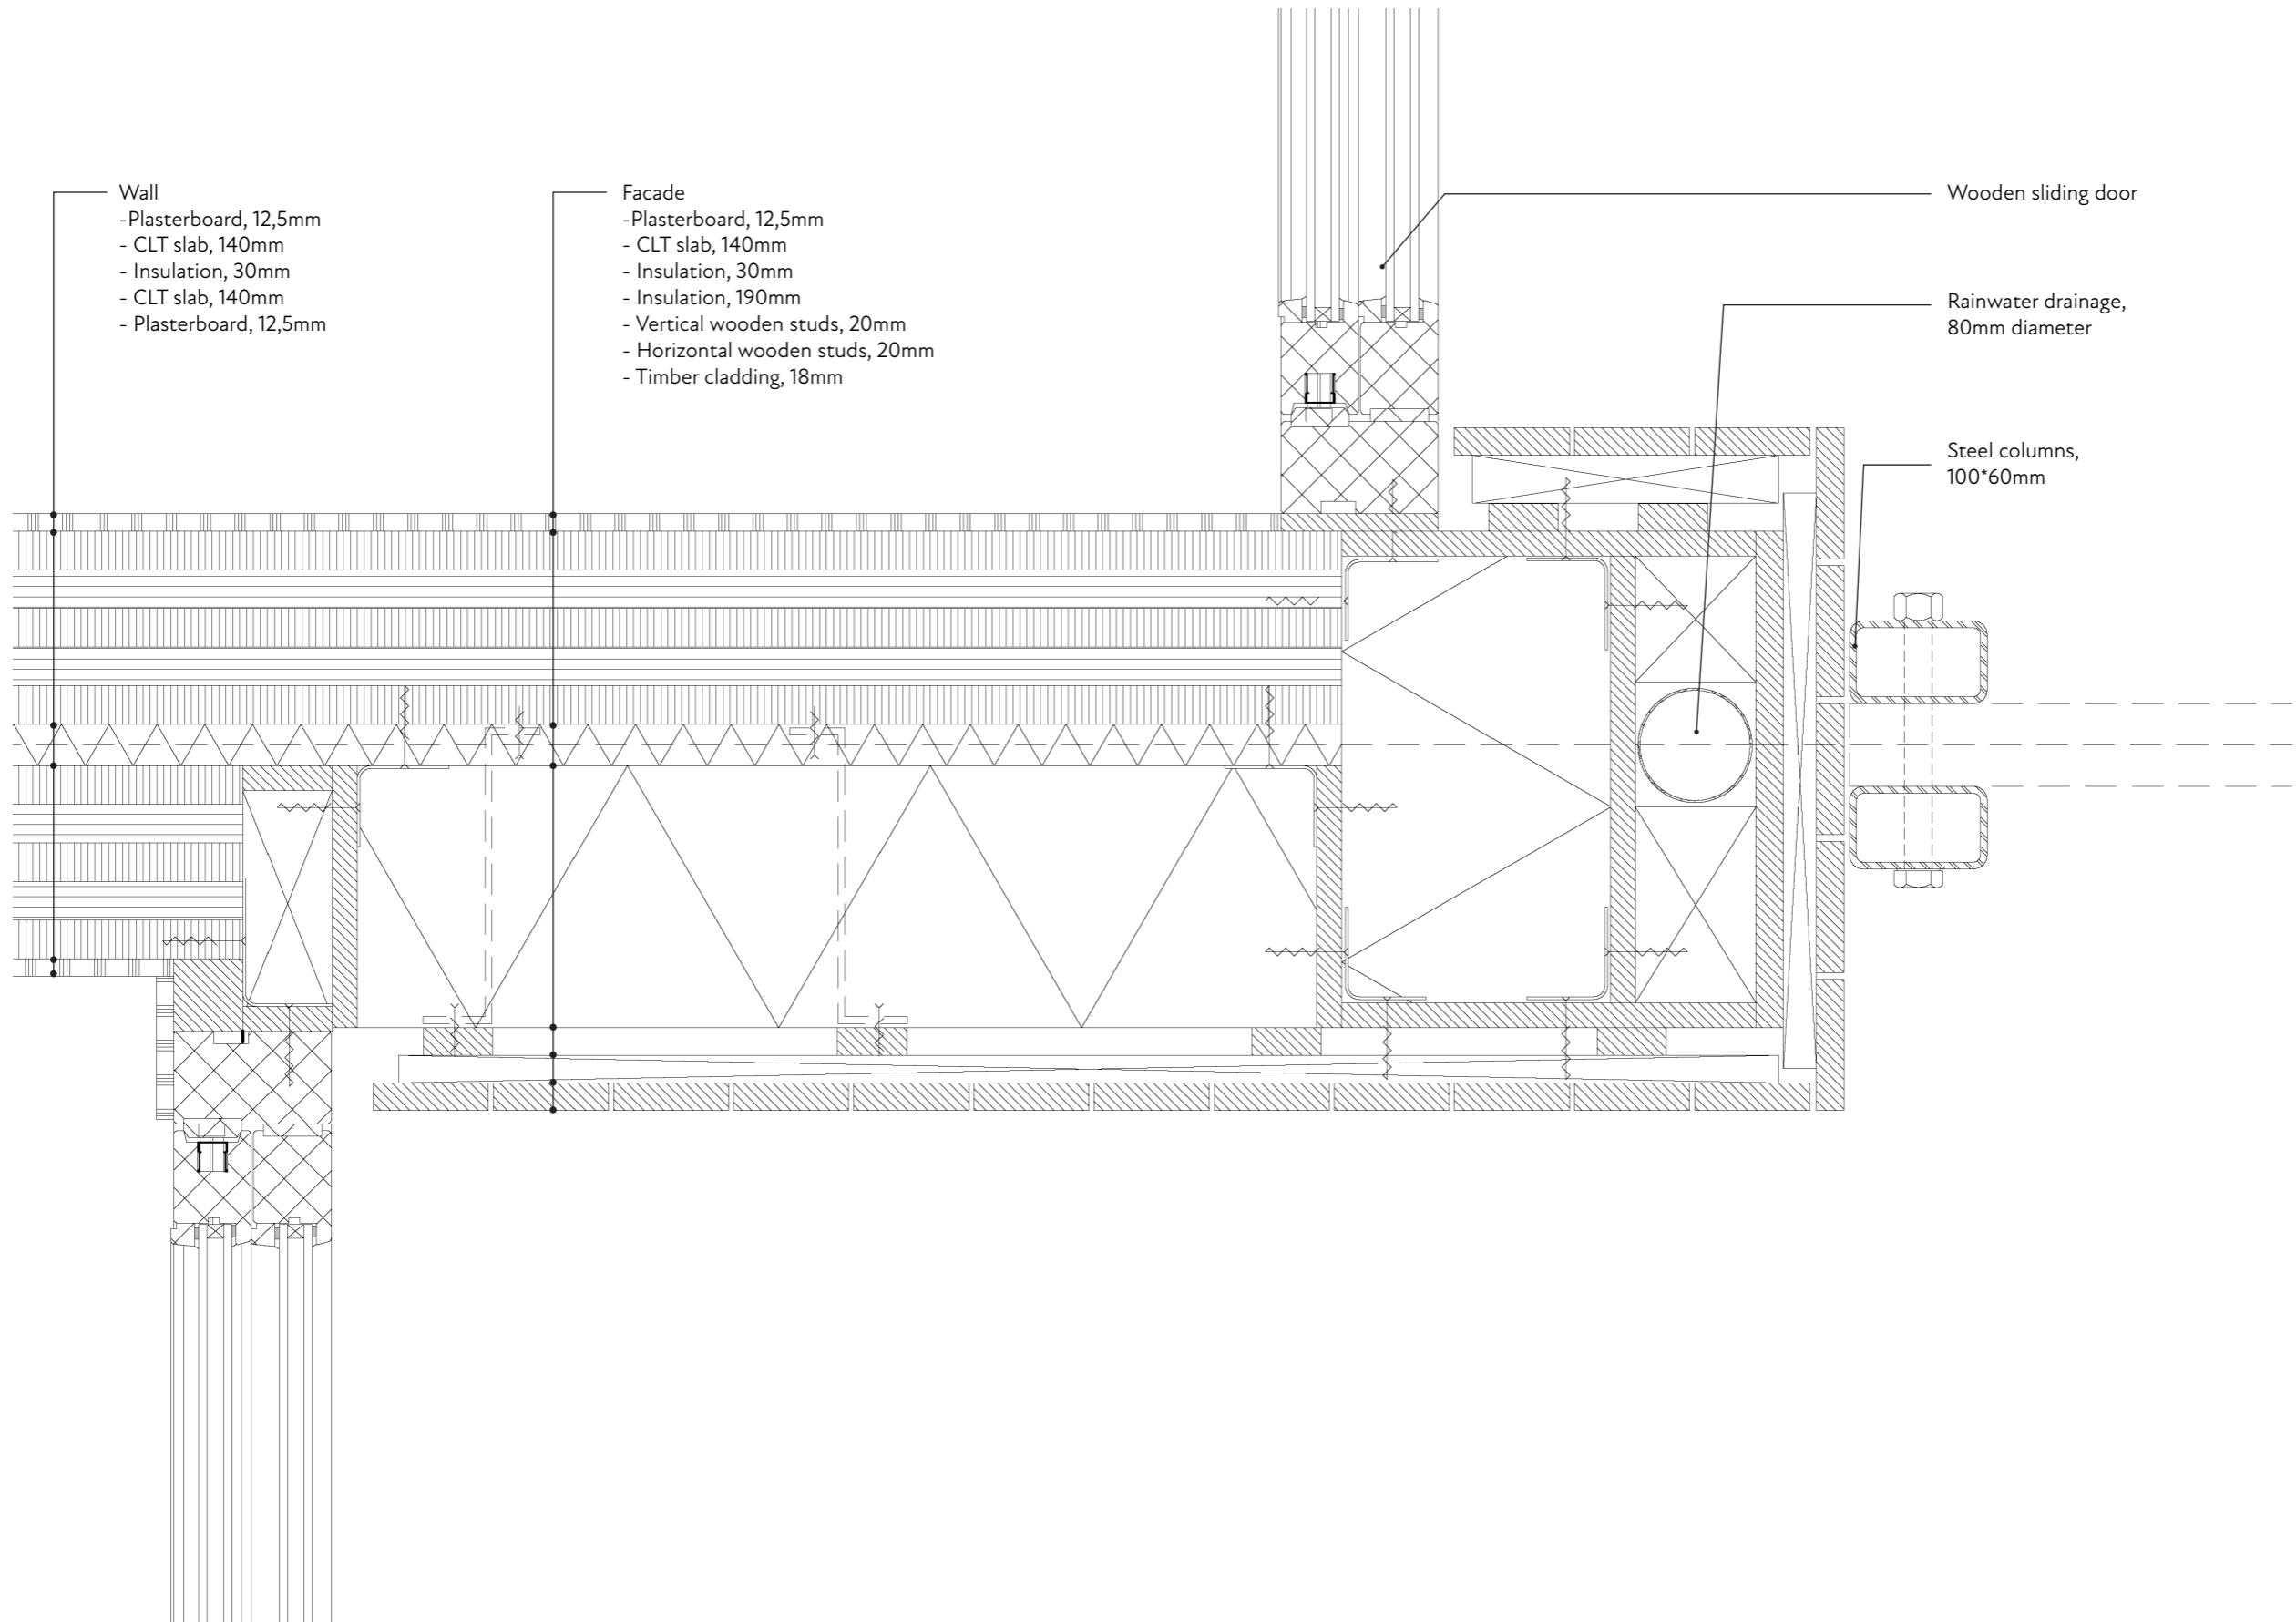 Wall
-Plasterboard, 12,5mm
- CLT slab, 140mm
- Insulation, 30mm
- CLT slab, 140mm
- Plasterboard, 12,5mm
Facade
-Plasterboard, 12,5mm
- CLT slab, 140mm
- Insulation, 30mm
- Insulation, 190mm
- Vertical wooden studs, 20mm
- Horizontal wooden studs, 20mm
- Timber cladding, 18mm
Wooden sliding door
Rainwater drainage,
80mm diameter
Steel columns,
100*60mm